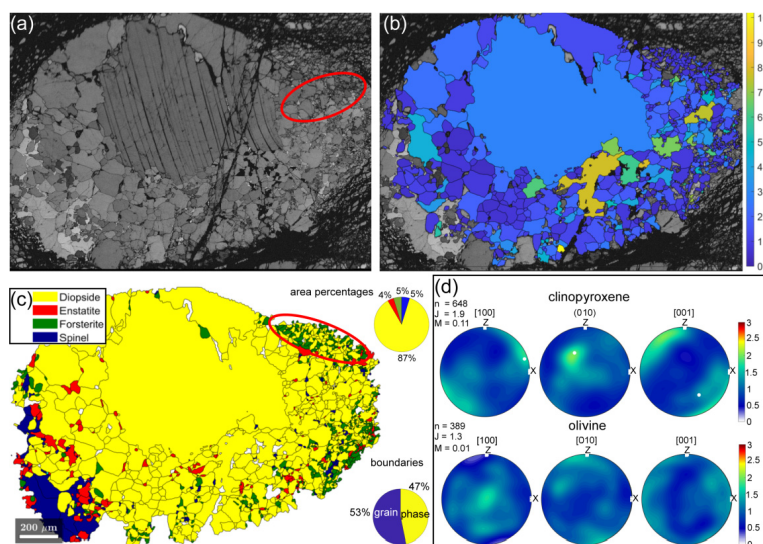 (a)
(b)
10
9
8
7
6
5
4
3
2
1
0
(c)
Diopside
Enstatite
Forsterite
Spinel
area percentages
4%
5%
5%
87%
boundaries
47%
53%
grain
phase
200 µm
(d)
clinopyroxene
n = 648
J = 1.9
M = 0.11
[100]
(010)
[001]
Z
Z
Z
X
X
X
3
2.5
2
1.5
1
0.5
0
olivine
n = 389
J = 1.3
M = 0.01
[100]
[010]
[001]
Z
Z
Z
X
X
X
3
2.5
2
1.5
1
0.5
0